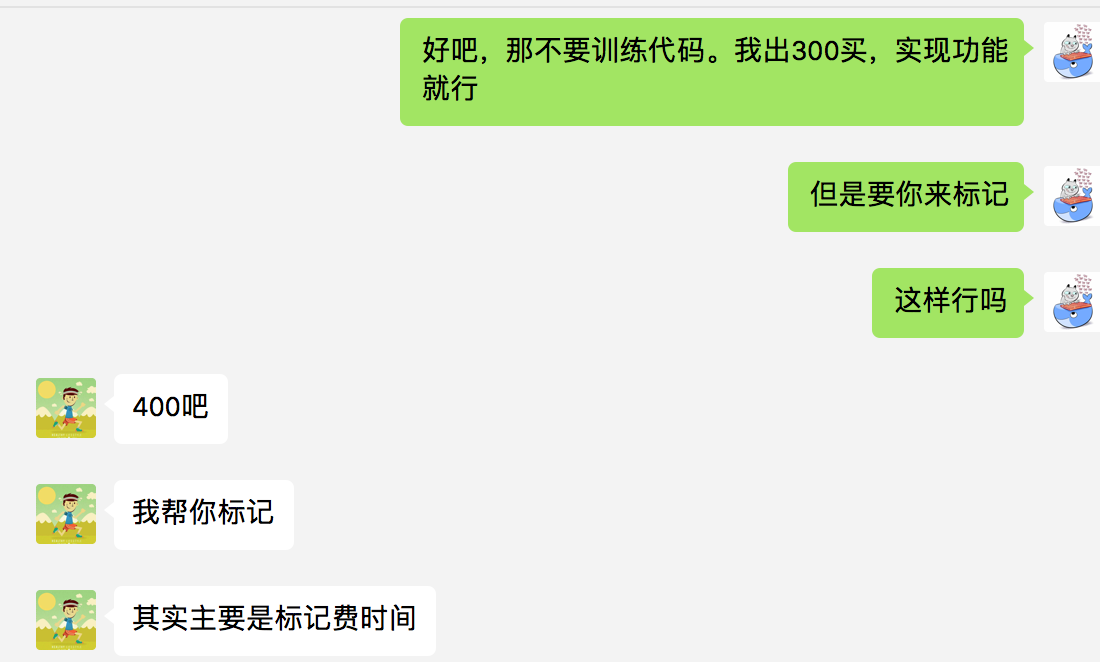 好吧，那不要训练代码。我出300买，实现功能
就行
但是要你来标记
这样行吗
400吧
我帮你标记
其实主要是标记费时间